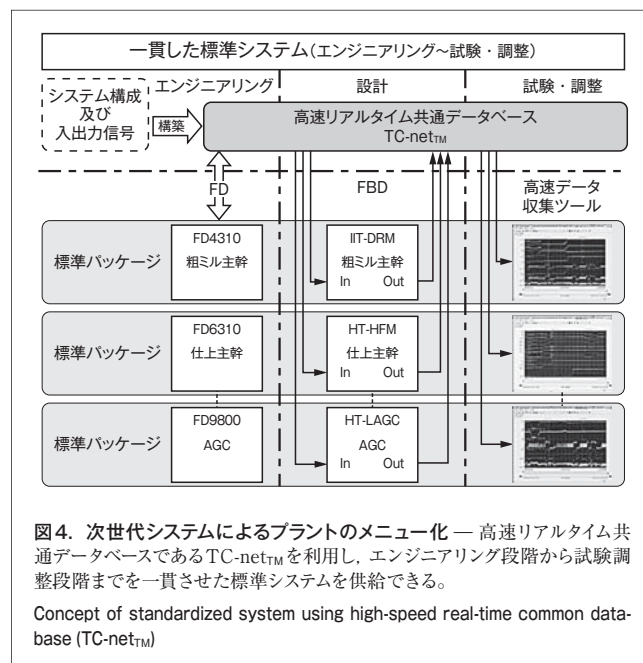 一貫した標準システム（エンジニアリング～試験・調整）
エンジニアリング
設計
試験・調整
システム構成
及び
入出力信号
構築
高速リアルタイム共通データベース
TC-netTM
FD
FBD
高速データ
収集ツール
標準パッケージ
FD4310
粗ミル主幹
IIT-DRM
粗ミル主幹
In Out
標準パッケージ
FD6310
仕上主幹
HT-HFM
仕上主幹
In Out
標準パッケージ
FD9800
AGC
HT-LAGC
AGC
In Out
図4．次世代システムによるプラントのメニュー化 — 高速リアルタイム共
通データベースであるTC-netTMを利用し，エンジニアリング段階から試験調
整段階までを一貫させた標準システムを供給できる。
Concept of standardized system using high-speed real-time common data-
base (TC-netTM)